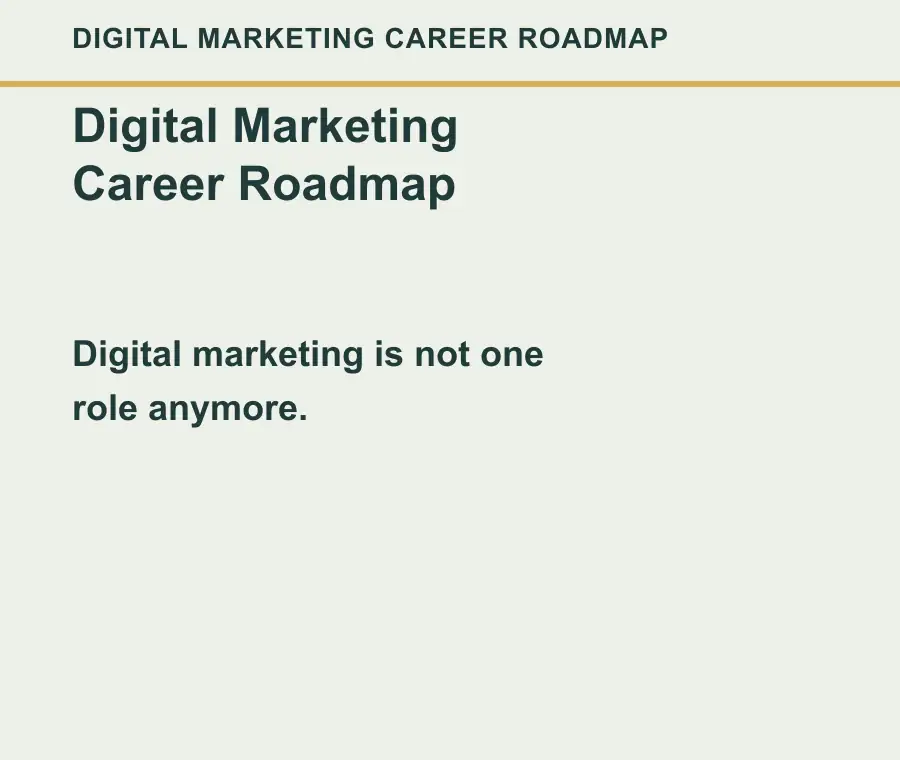 DIGITAL MARKETING CAREER ROADMAP
Digital Marketing
Career Roadmap
Digital marketing is not one
role anymore.